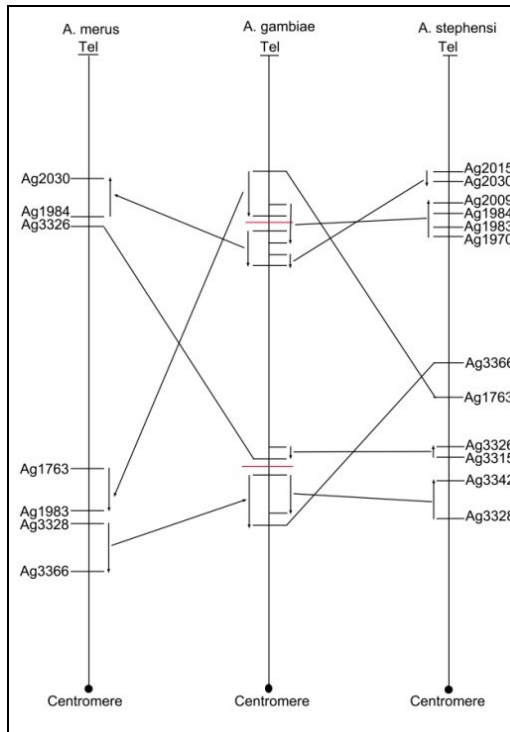 A. merus
Tel
A. gambiae
Tel
A. stephensi
Tel
Ag2030
Ag1984
Ag3326
Ag1763
Ag1983
Ag3328
Ag3366
Ag2015
Ag2030
Ag2009
Ag1984
Ag1983
Ag1970
Ag3366
Ag1763
Ag3326
Ag3315
Ag3342
Ag3328
Centromere
Centromere
Centromere